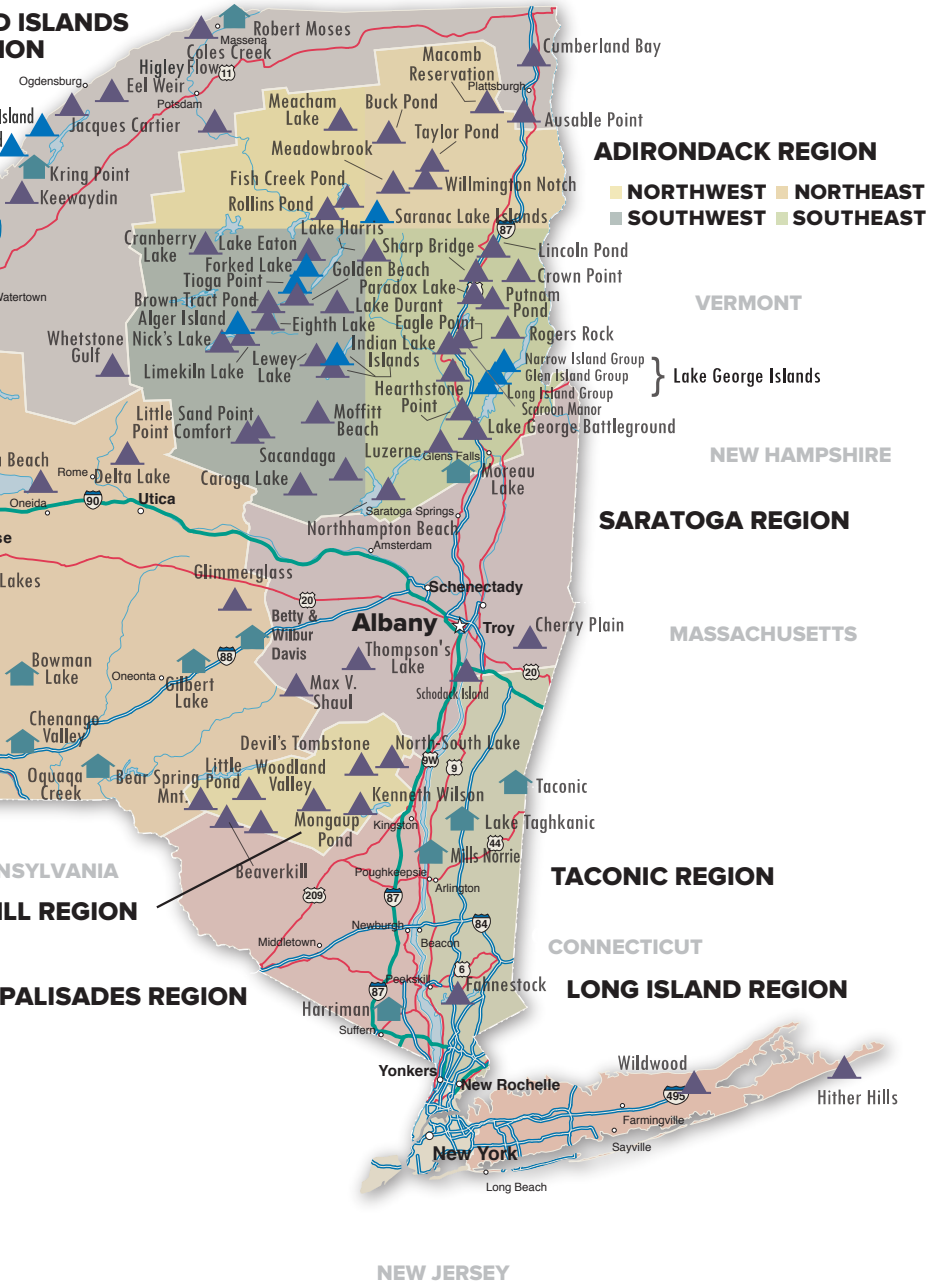 D ISLANDS
ION
Robert Moses
Massena
Coles Creek
Higley Flow
11
Ogdensburg
Eel Weir
Potsdam
Island
Jacques Cartier
Kring Point
Keewaydin
Watertown
Macomb
Reservation
Cumberland Bay
Plattsburgh
Ausable Point
Meacham
Lake
Buck Pond
Taylor Pond
Meadowbrook
Fish Creek Pond
Wilmington Notch
Rollins Pond
Saranac Lake Islands
ADIRONDACK REGION
NORTHWEST
NORTHEAST
SOUTHWEST
SOUTHEAST
87
Lake Harris
Cranberry
Lake
Lake Eaton
Sharp Bridge
Lincoln Pond
Forked Lake
Golden Beach
Crown Point
Tioga Point
Paradox Lake
Putnam
Pond
Brown Tract Pond
Lake Durant
VERMONT
Alger Island
Eighth Lake
Eagle Point
Rogers Rock
Nick's Lake
Indian Lake
Islands
Whetstone
Gulf
Limekiln Lake
Lewey
Lake
Narrow Island Group
Glen Island Group
Long Island Group
Lake George Islands
Scaroon Manor
Hearthstone
Point
Little
Point
Sand Point
Comfort
Moffitt
Beach
Lake George Battleground
Luzerne
Glens Falls
NEW HAMPSHIRE
Beach
Rome
Delta Lake
Sacandaga
Caroga Lake
Moreau
Lake
Oneida
90
Utica
Saratoga Springs
Northhampton Beach
Amsterdam
SARATOGA REGION
se
Lakes
Glimmerglass
20
Schenectady
Betty &
Wilbur
Davis
Albany
Troy
Cherry Plain
MASSACHUSETTS
88
Thompson's
Lake
20
Bowman
Lake
Oneonta
Gilbert
Lake
Max V.
Shaul
Schodack Island
Chenango
Valley
Devil's Tombstone
North-South Lake
9W
9
Oquaqa
Creek
Bear Spring
Mnt.
Little
Pond
Woodland
Valley
Kenneth Wilson
Taconic
Mongaup
Pond
Kingston
Lake Taghkanic
44
Beaverkill
Mills Norrie
NSYLVANIA
Poughkeepsie
Arlington
TACONIC REGION
ILL REGION
209
87
Newburgh
Beacon
84
Middletown
CONNECTICUT
6
Peekskill
Fahnestock
PALISADES REGION
87
LONG ISLAND REGION
Harriman
Suffern
Yonkers
New Rochelle
Wildwood
495
Hither Hills
Farmingville
Sayville
New York
Long Beach
NEW JERSEY